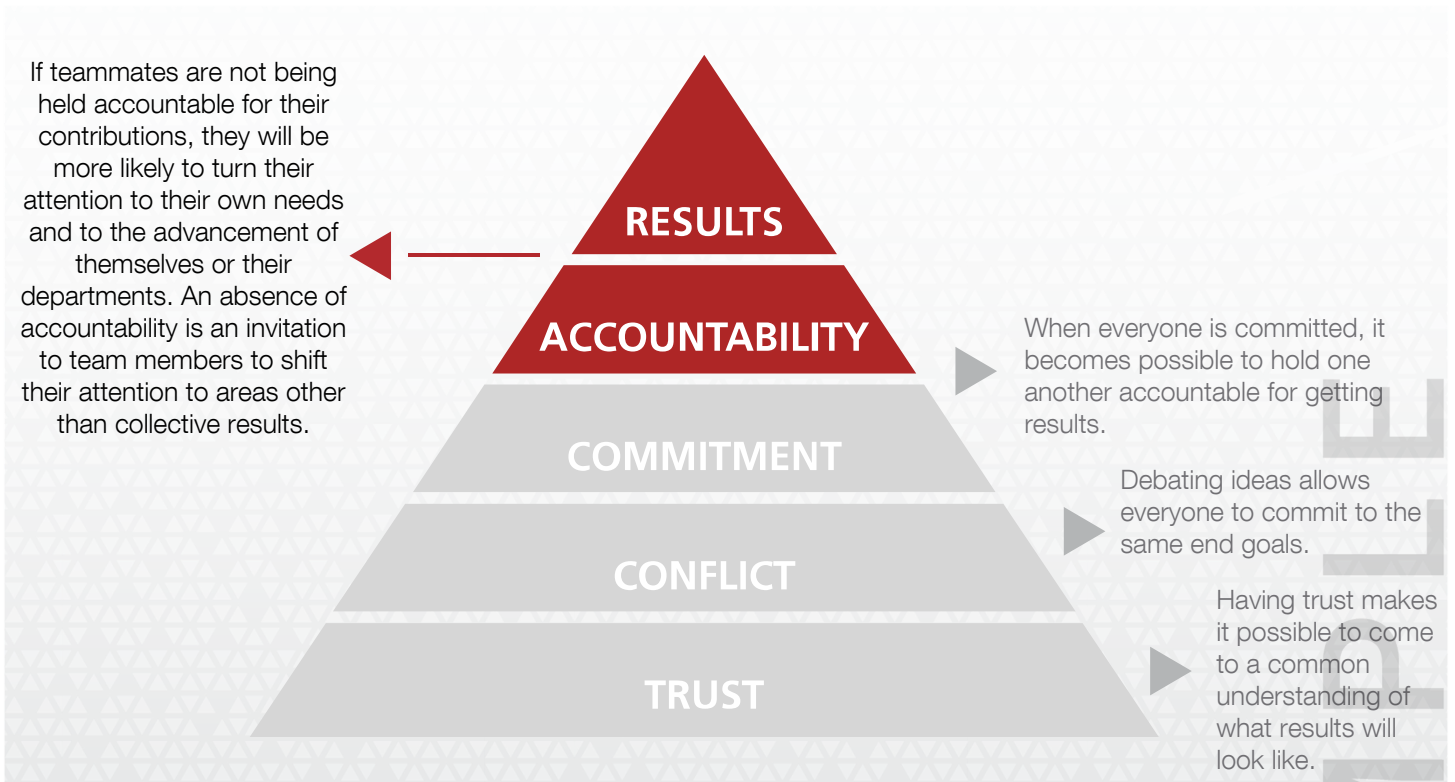 If teammates are not being
held accountable for their
contributions, they will be
more likely to turn their
attention to their own needs
and to the advancement of
themselves or their
departments. An absence of
accountability is an invitation
to team members to shift
their attention to areas other
than collective results.
RESULTS
ACCOUNTABILITY
COMMITMENT
CONFLICT
TRUST
When everyone is committed, it
becomes possible to hold one
another accountable for getting
results.
Debating ideas allows
everyone to commit to the
same end goals.
Having trust makes
it possible to come
to a common
understanding of
what results will
look like.
PLE